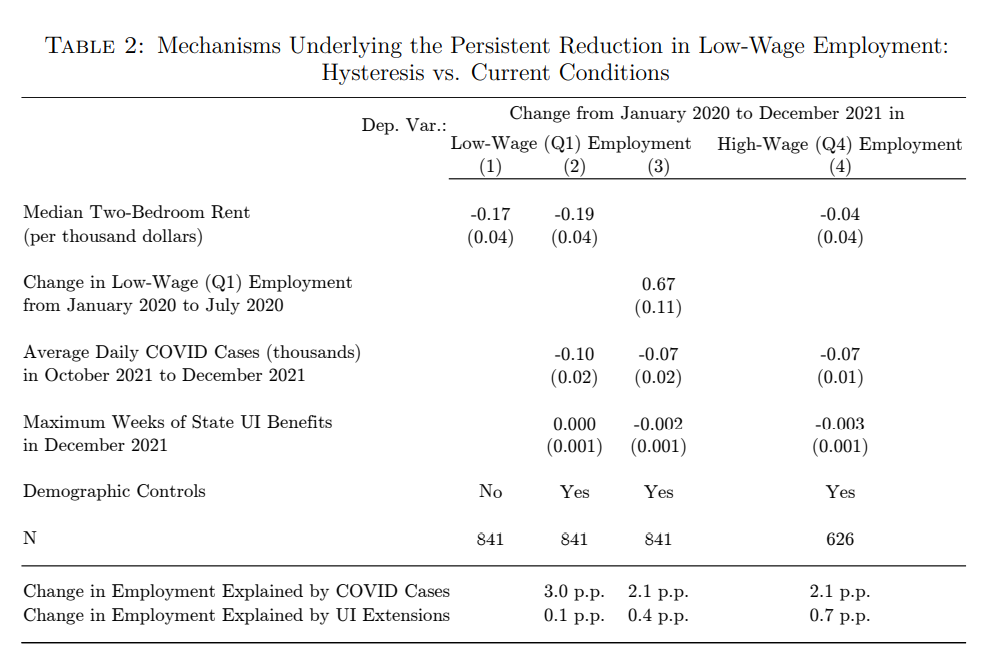 TABLE 2: Mechanisms Underlying the Persistent Reduction in Low-Wage Employment:
Hysteresis vs. Current Conditions
Dep. Var.: Change from January 2020 to December 2021 in
Low-Wage (Q1) Employment High-Wage (Q4) Employment
(1) (2) (3) (4)
Median Two-Bedroom Rent -0.17 -0.19 -0.04
(per thousand dollars) (0.04) (0.04) (0.04)
Change in Low-Wage (Q1) Employment 0.67
from January 2020 to July 2020 (0.11)
Average Daily COVID Cases (thousands) -0.10 -0.07 -0.07
in October 2021 to December 2021 (0.02) (0.02) (0.01)
Maximum Weeks of State UI Benefits 0.000 -0.002 -0.003
in December 2021 (0.001) (0.001) (0.001)
Demographic Controls No Yes Yes Yes
N 841 841 841 626
Change in Employment Explained by COVID Cases 3.0 p.p. 2.1 p.p. 2.1 p.p.
Change in Employment Explained by UI Extensions 0.1 p.p. 0.4 p.p. 0.7 p.p.